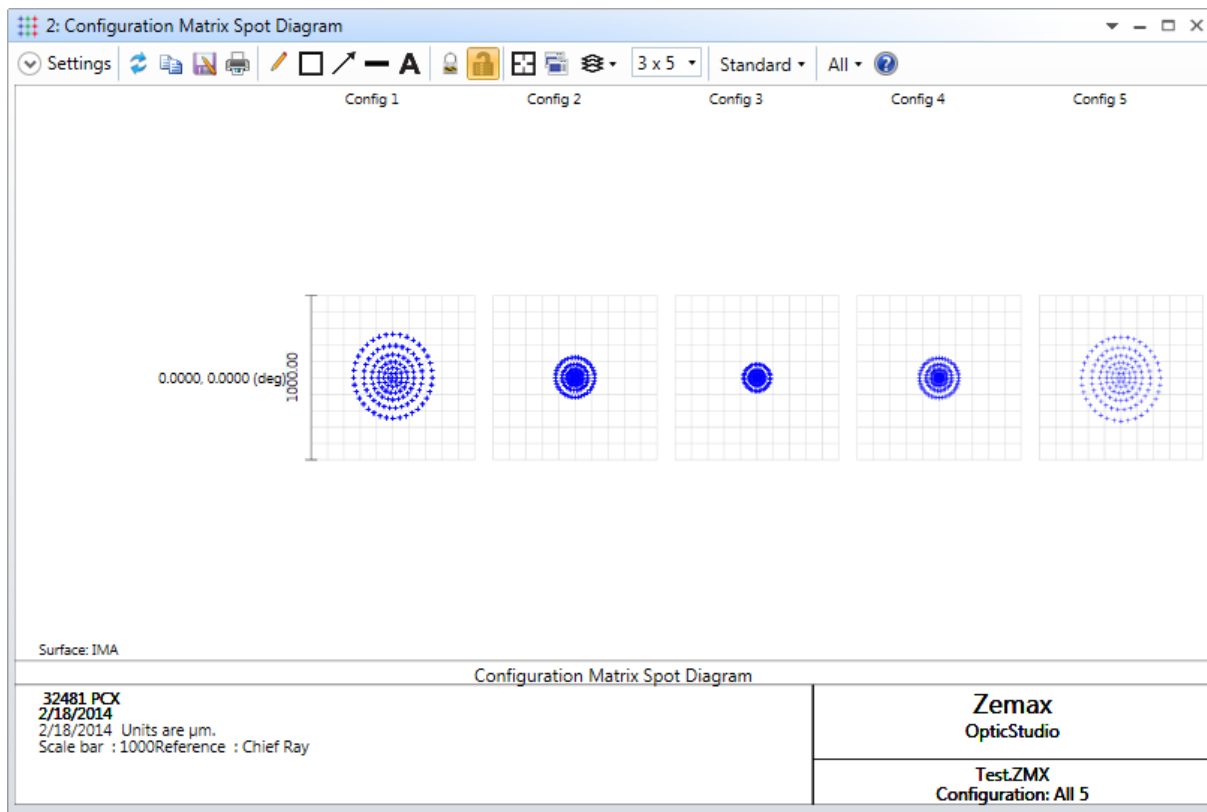 2: Configuration Matrix Spot Diagram
Settings A 3 x 5 Standard All ?
Config 1 Config 2 Config 3 Config 4 Config 5
0.0000, 0.0000 (deg)
1000.00
Surface: IMA
Configuration Matrix Spot Diagram
32481 PCX
2/18/2014
2/18/2014 Units are µm.
Scale bar : 1000Reference : Chief Ray
Zemax
OpticStudio
Test.ZMX
Configuration: All 5